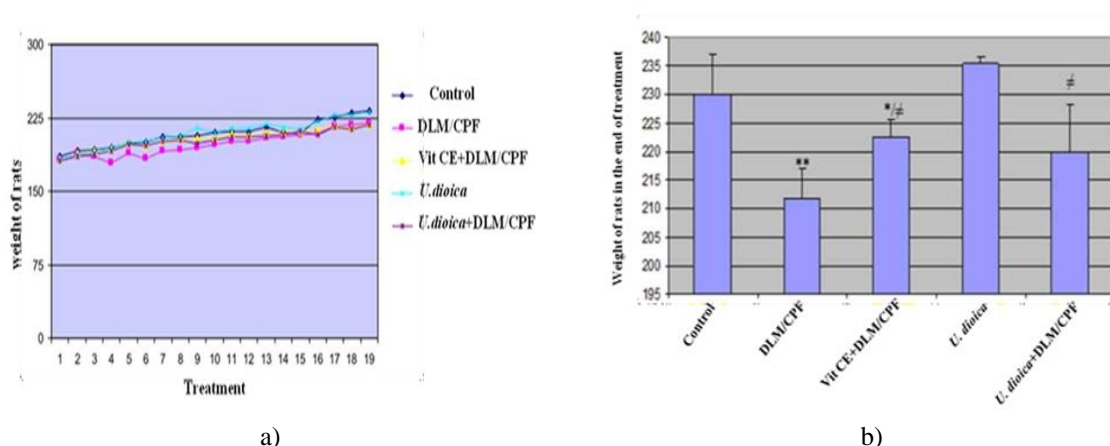 300
225
150
75
0
weight of rats
1 2 3 4 5 6 7 8 9 10 11 12 13 14 15 16 17 18 19
Treatment
Control
DLM/CPF
Vit CE+DLM/CPF
U.dioica
U.dioica+DLM/CPF
a)
Weight of rats in the end of treatment
240
235
230
225
220
215
210
205
200
195
**
*/≠
≠
Control
DLM/CPF
Vit CE+DLM/CPF
U. dioica
U. dioica+DLM/CPF
b)